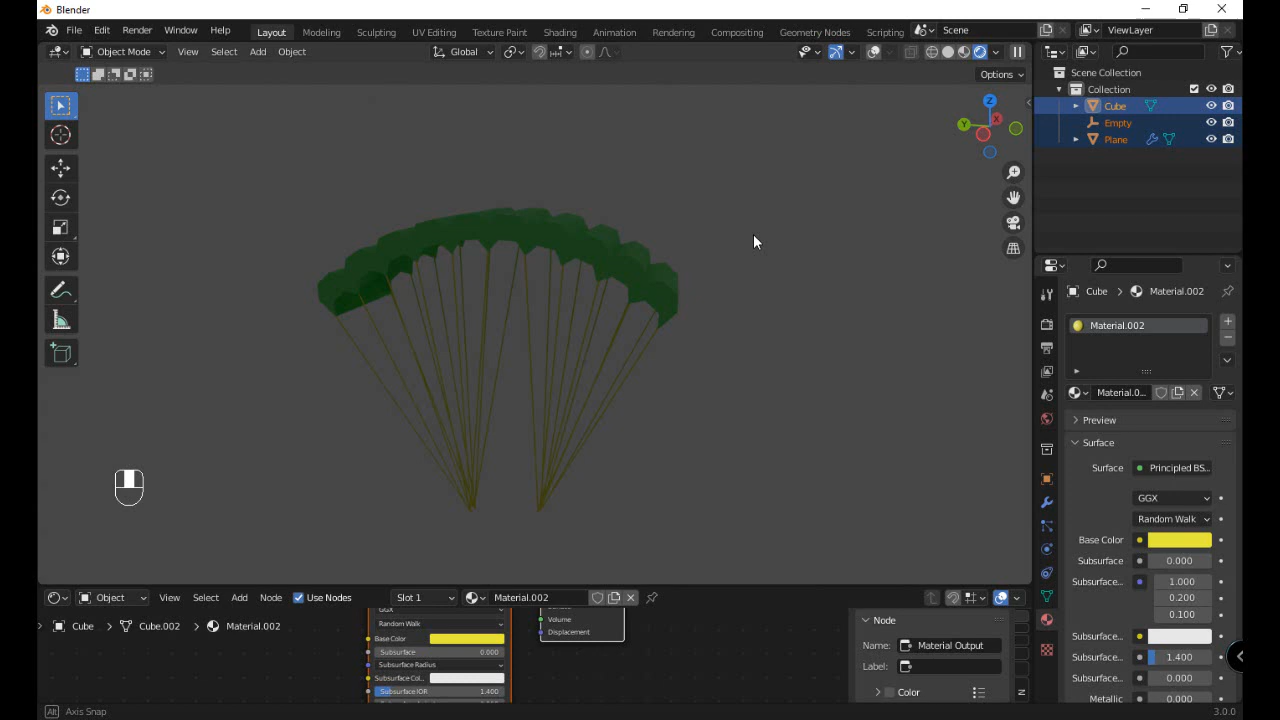 Blender
File Edit Render Window Help
Layout Modeling Sculpting UV Editing Texture Paint Shading Animation Rendering Compositing Geometry Nodes Scripting
Scene
ViewLayer
Object Mode View Select Add Object
Global
Options
Scene Collection
Collection
Cube
Empty
Plane
X
Y
Z
Cube Material.002
Material.002
Material.0...
Preview
Surface
Surface Principled BS...
GGX
Random Walk
Base Color
Subsurface 0.000
Subsurface... 1.000
0.200
0.100
Subsurface...
Subsurface... 1.400
Subsurface... 0.000
Metallic 0.000
Object View Select Add Node Use Nodes Slot 1 Material.002
Cube Cube.002 Material.002
GGX
Random Walk
Base Color
Subsurface 0.000
Subsurface Radius
Subsurface Col...
Subsurface IOR 1.400
Volume
Displacement
Node
Name: Material Output
Label:
Color
N
Alt Axis Snap
3.0.0